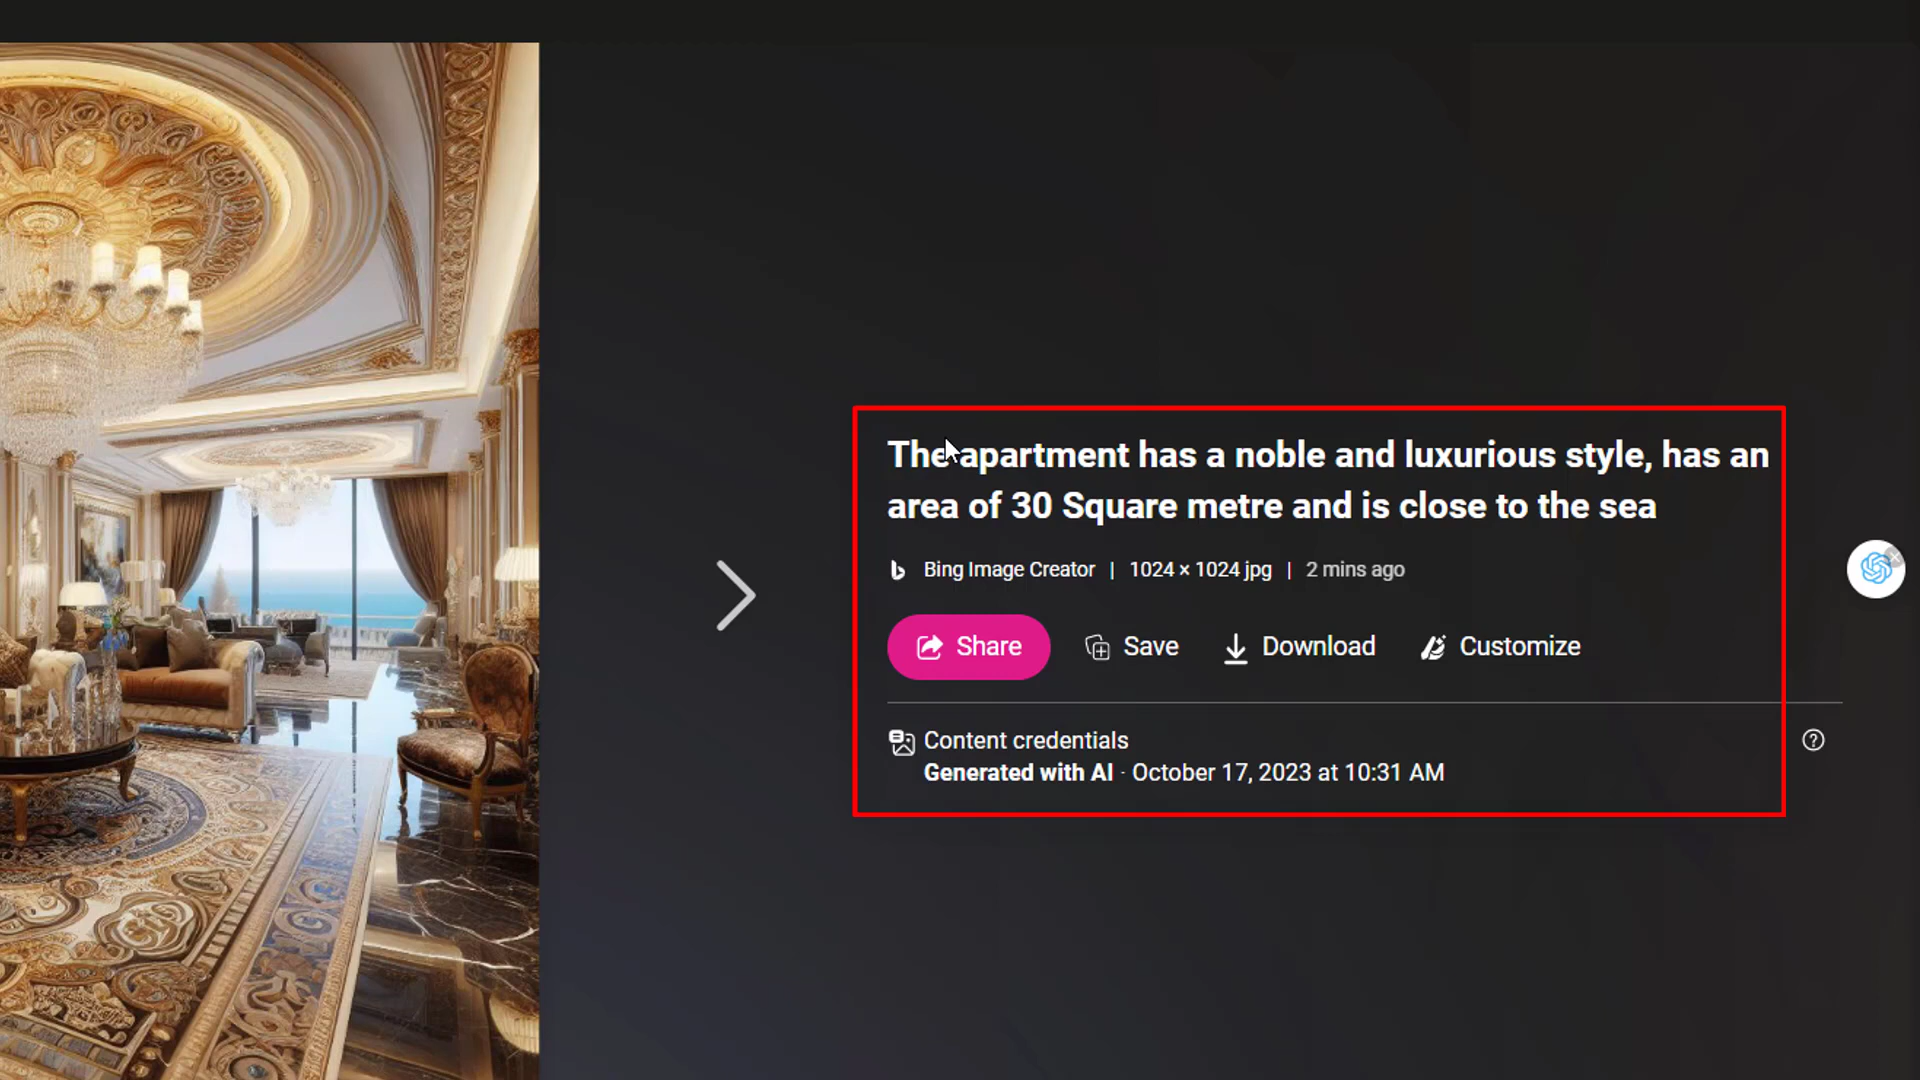 The apartment has a noble and luxurious style, has an
area of 30 Square metre and is close to the sea
Bing Image Creator | 1024 × 1024 jpg | 2 mins ago
Share Save Download Customize
Content credentials
Generated with AI · October 17, 2023 at 10:31 AM